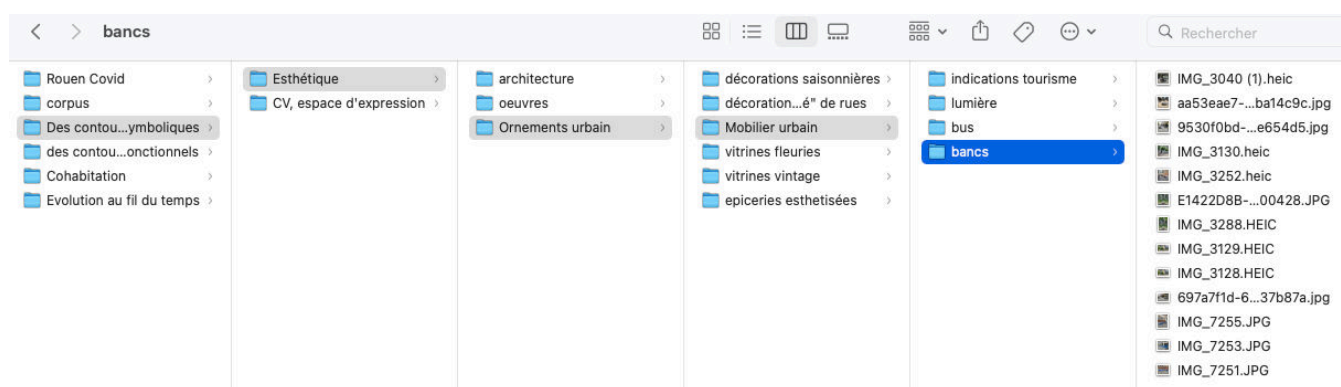 bancs
Rechercher
Rouen Covid
corpus
Des contou...ymboliques
des contou...onctionnels
Cohabitation
Evolution au fil du temps
Esthétique
CV, espace d'expression
architecture
oeuvres
Ornements urbain
décorations saisonnières
décoration...é" de rues
Mobilier urbain
vitrines fleuries
vitrines vintage
epiceries esthetisées
indications tourisme
lumière
bus
bancs
IMG_3040 (1).heic
aa53eae7-...ba14c9c.jpg
9530f0bd-...e654d5.jpg
IMG_3130.heic
IMG_3252.heic
E1422D8B-...00428.JPG
IMG_3288.HEIC
IMG_3129.HEIC
IMG_3128.HEIC
697a7f1d-6...37b87a.jpg
IMG_7255.JPG
IMG_7253.JPG
IMG_7251.JPG